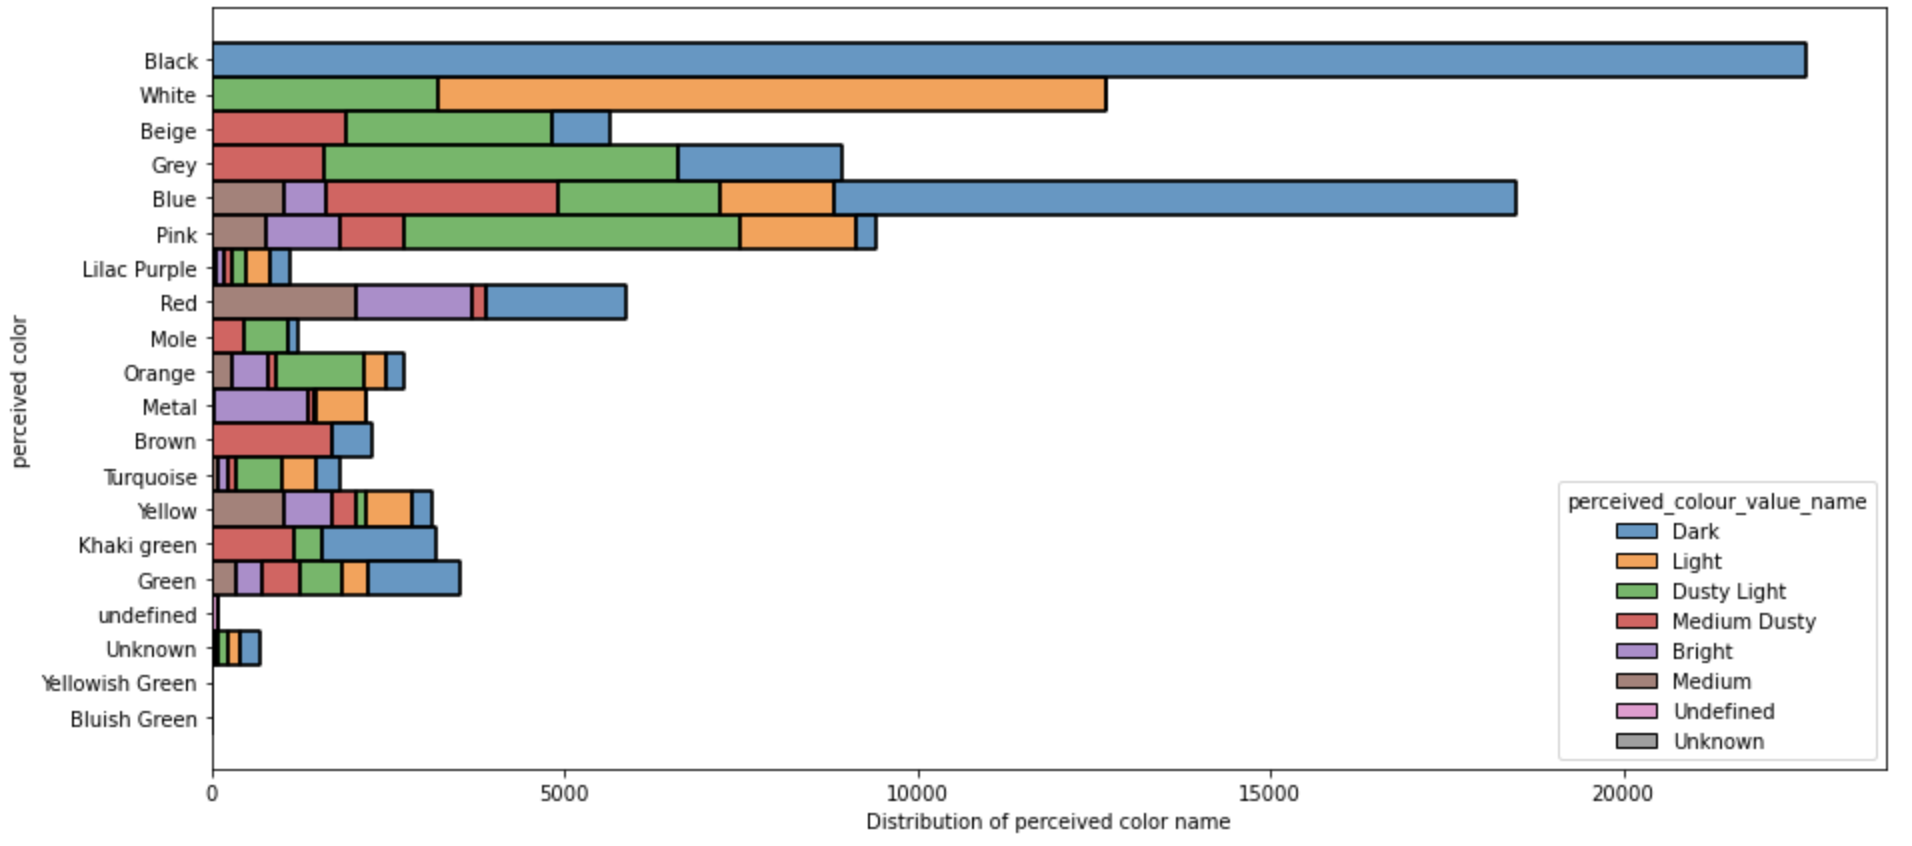 perceived color
Black
White
Beige
Grey
Blue
Pink
Lilac Purple
Red
Mole
Orange
Metal
Brown
Turquoise
Yellow
Khaki green
Green
undefined
Unknown
Yellowish Green
Bluish Green
perceived_colour_value_name
Dark
Light
Dusty Light
Medium Dusty
Bright
Medium
Undefined
Unknown
0 5000 10000 15000 20000
Distribution of perceived color name